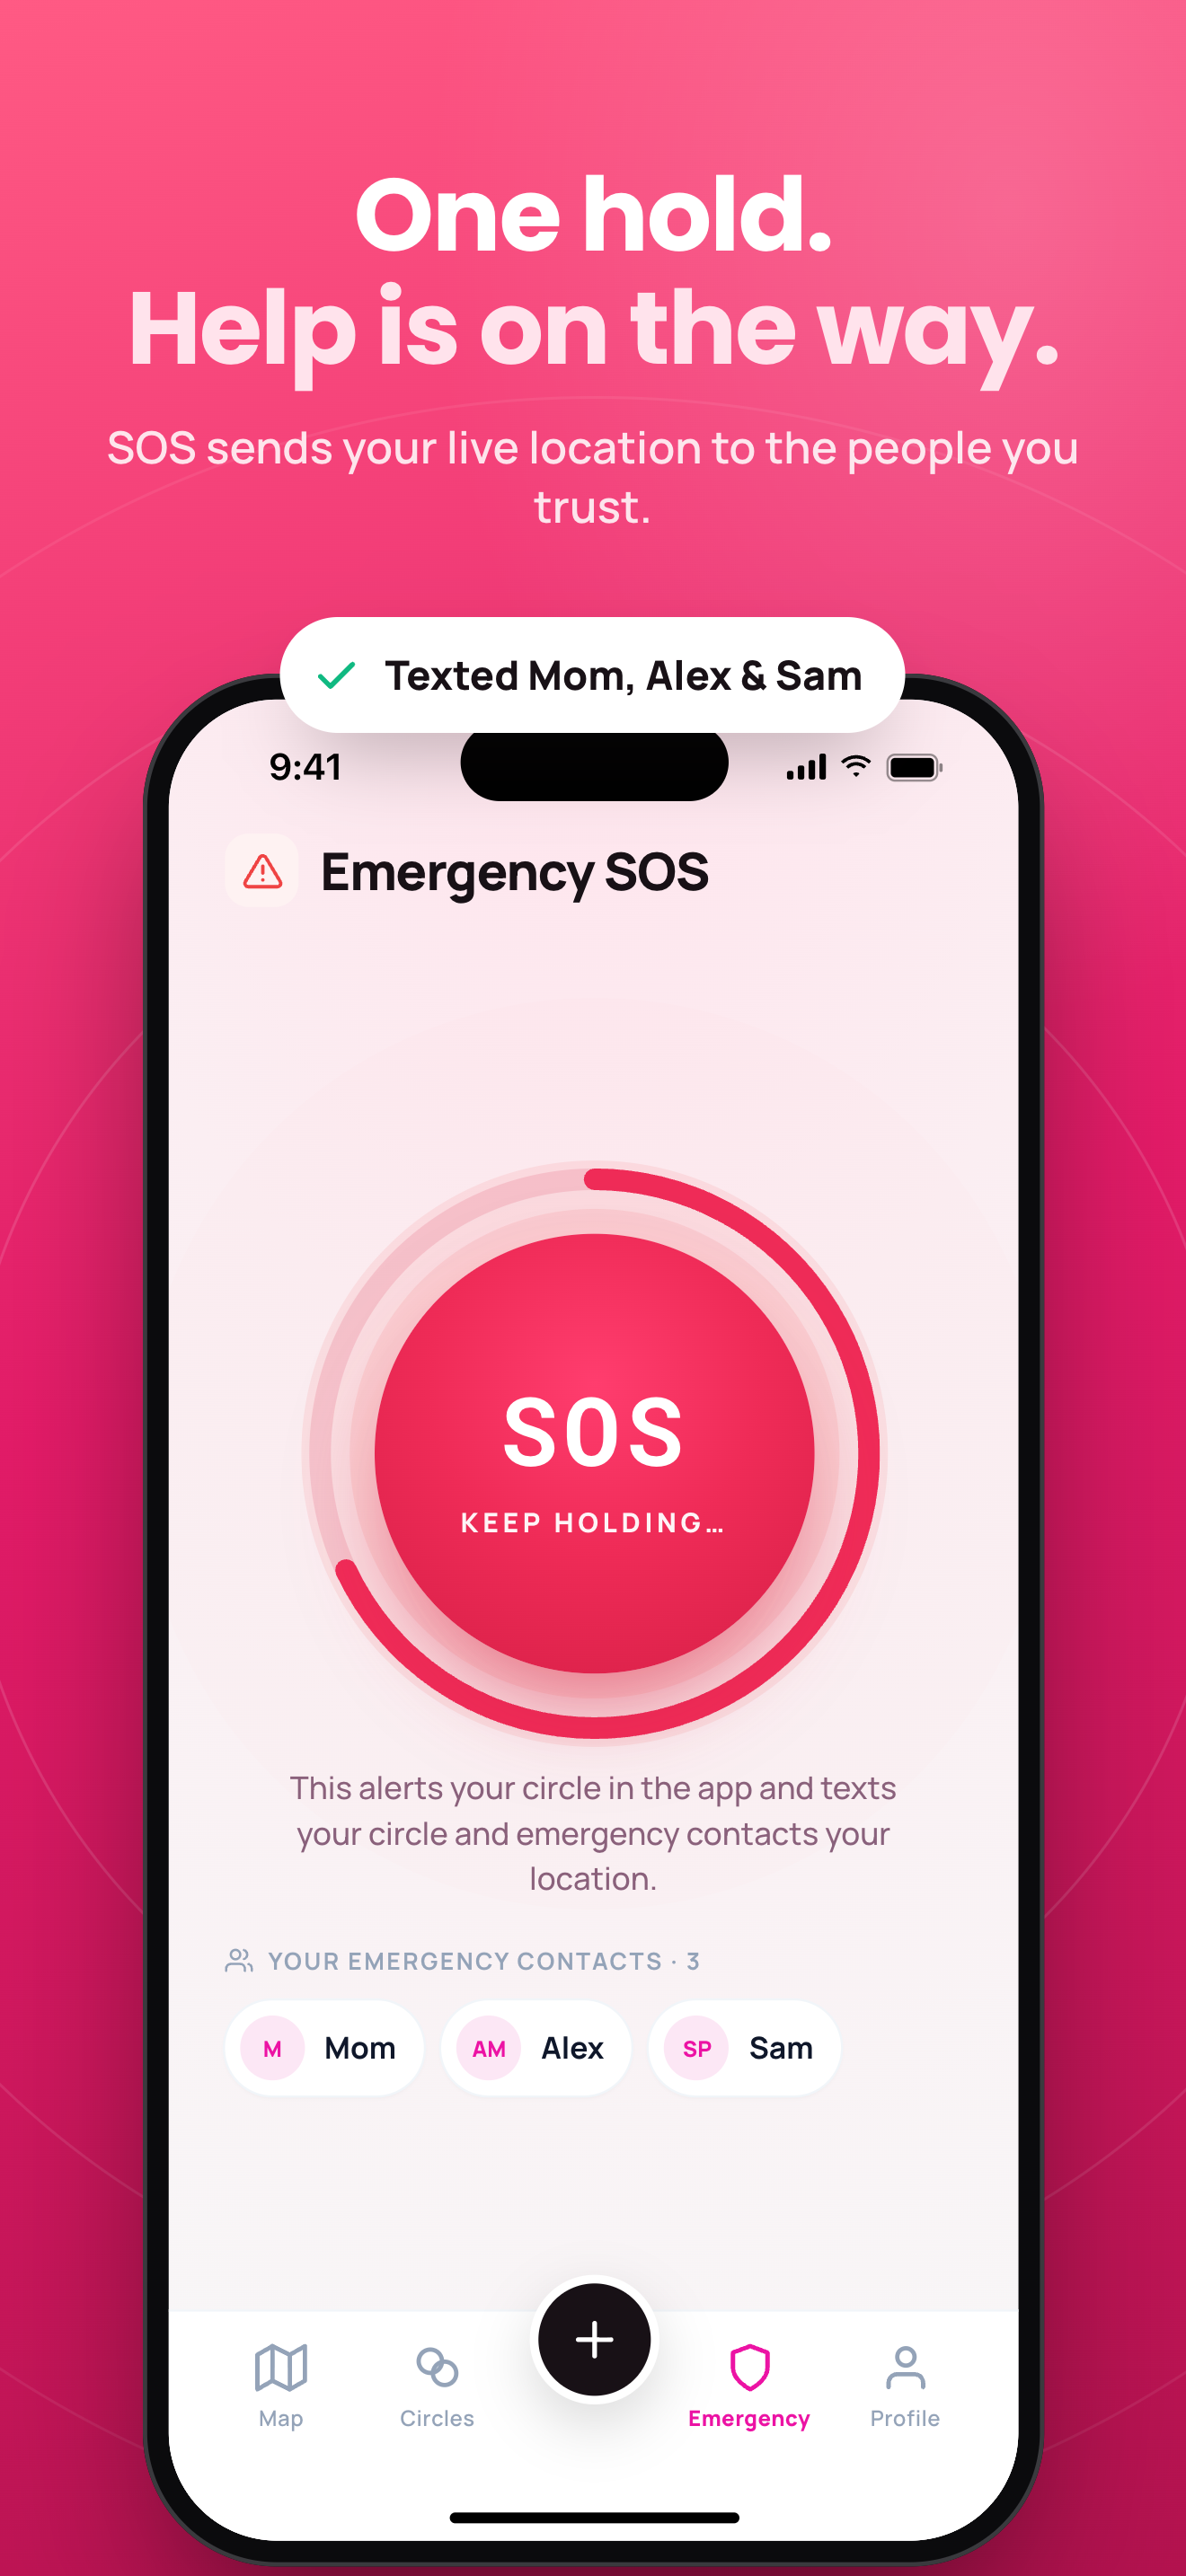 One hold.
Help is on the way.
SOS sends your live location to the people you
trust.
Texted Mom, Alex & Sam
9:41
Emergency SOS
SOS
KEEP HOLDING…
This alerts your circle in the app and texts
your circle and emergency contacts your
location.
YOUR EMERGENCY CONTACTS · 3
M Mom AM Alex SP Sam
Map Circles Emergency Profile